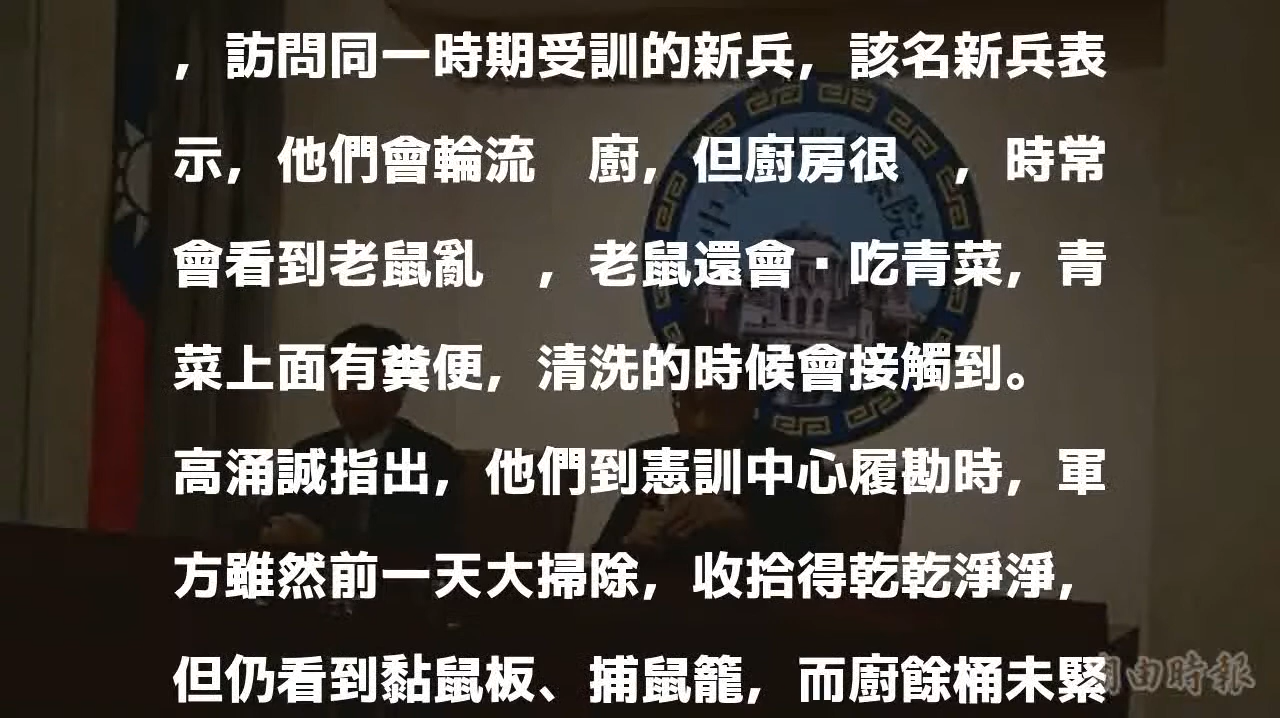 ，訪問同一時期受訓的新兵，該名新兵表
示，他們會輪流　廚，但廚房很　，時常
會看到老鼠亂　，老鼠還會·吃青菜，青
菜上面有糞便，清洗的時候會接觸到。
高涌誠指出，他們到憲訓中心履勘時，軍
方雖然前一天大掃除，收拾得乾乾淨淨，
但仍看到黏鼠板、捕鼠籠，而廚餘桶未緊
由時報
中
院